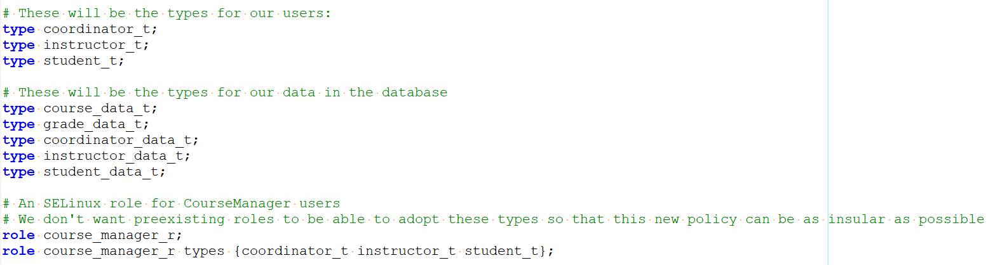 # These will be the types for our users:
type coordinator_t;
type instructor_t;
type student_t;
# These will be the types for our data in the database
type course_data_t;
type grade_data_t;
type coordinator_data_t;
type instructor_data_t;
type student_data_t;
# An SELinux role for CourseManager users
# We don't want preexisting roles to be able to adopt these types so that this new policy can be as insular as possible
role course_manager_r;
role course_manager_r types {coordinator_t instructor_t student_t};